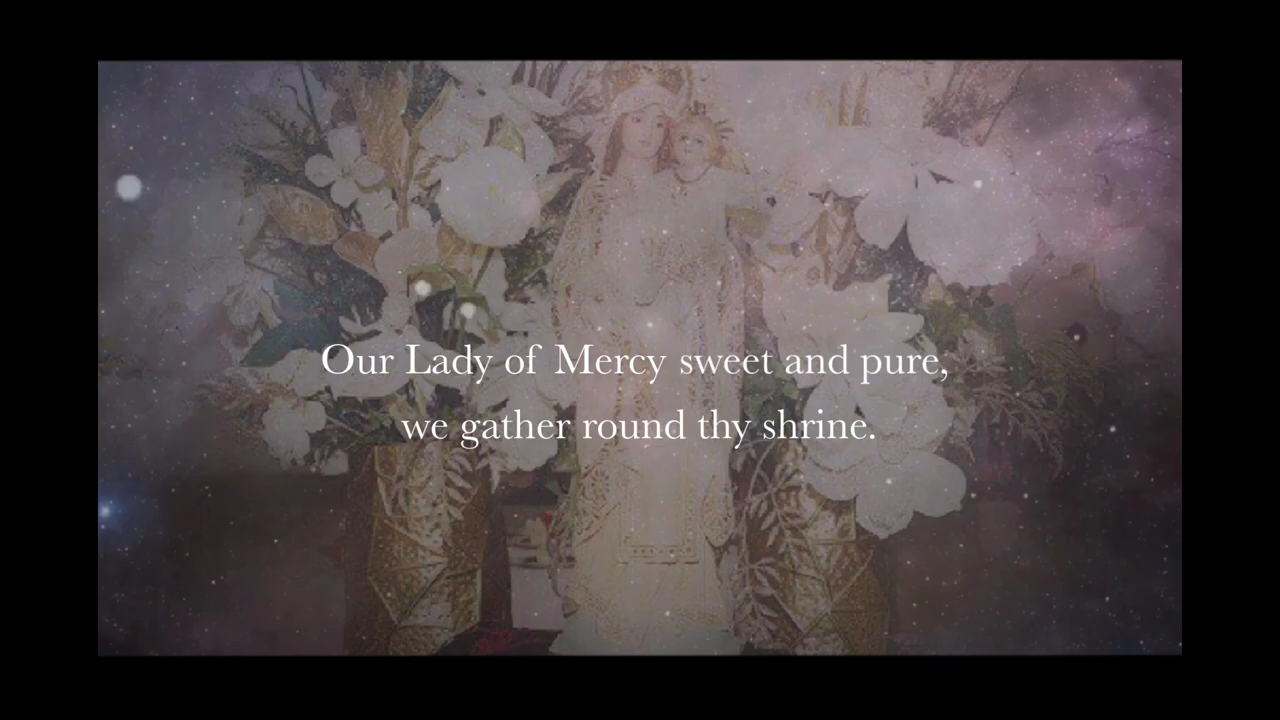 Our Lady of Mercy sweet and pure,
we gather round thy shrine.